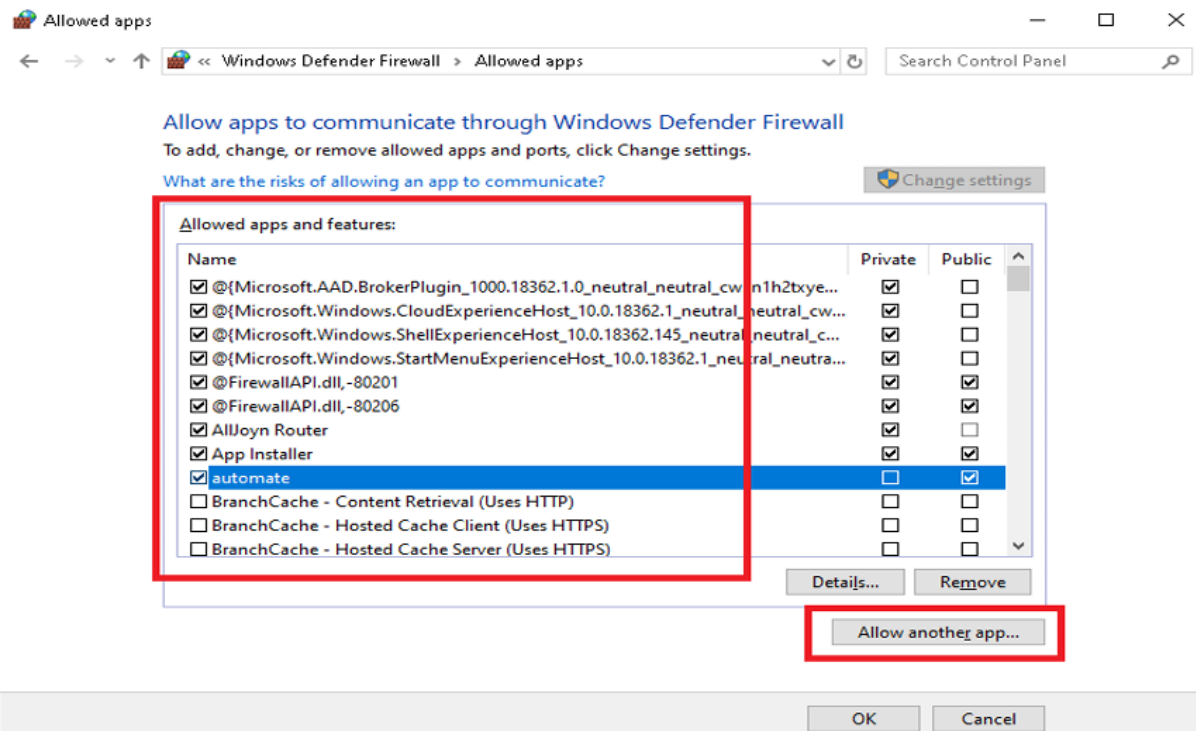 Allowed apps
« Windows Defender Firewall > Allowed apps
Search Control Panel
Allow apps to communicate through Windows Defender Firewall
To add, change, or remove allowed apps and ports, click Change settings.
What are the risks of allowing an app to communicate?
Change settings
Allowed apps and features:
Name Private Public
@{Microsoft.AAD.BrokerPlugin_1000.18362.1.0_neutral_neutral_cw n1h2txye...
@{Microsoft.Windows.CloudExperienceHost_10.0.18362.1_neutral_neutral_cw...
@{Microsoft.Windows.ShellExperienceHost_10.0.18362.145_neutral_neutral_c...
@{Microsoft.Windows.StartMenuExperienceHost_10.0.18362.1_neutral_neutra...
@FirewallAPI.dll,-80201
@FirewallAPI.dll,-80206
AllJoyn Router
App Installer
automate
BranchCache - Content Retrieval (Uses HTTP)
BranchCache - Hosted Cache Client (Uses HTTPS)
BranchCache - Hosted Cache Server (Uses HTTPS)
Details... Remove
Allow another app...
OK Cancel